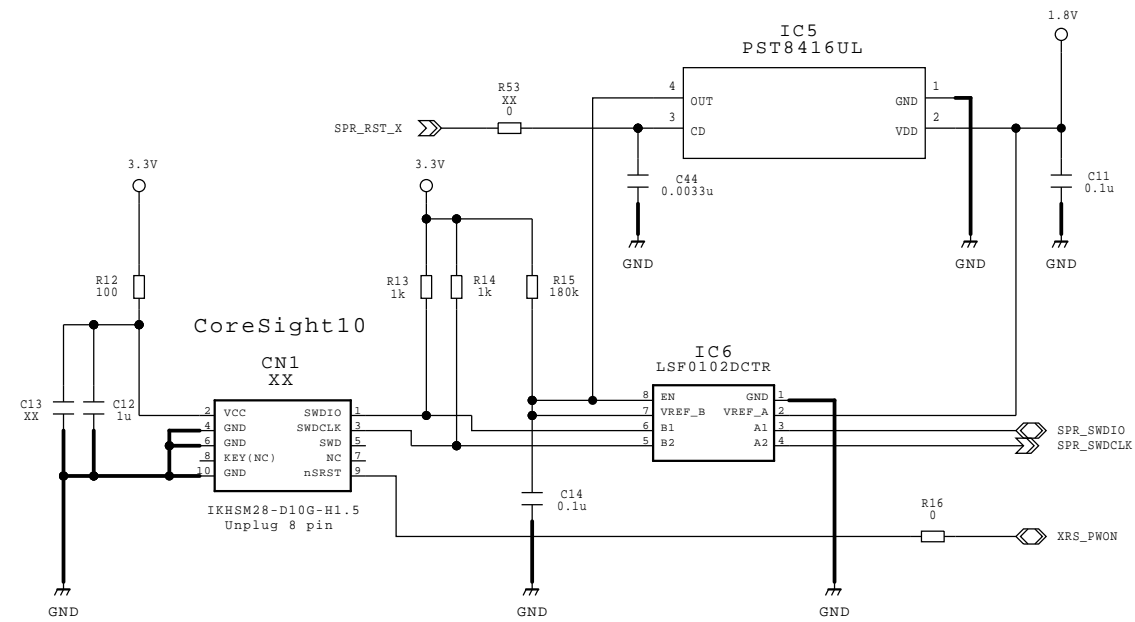 1.8V
IC5
PST8416UL
R53
XX
0
SPR_RST_X
4
OUT
3
CD
1
GND
2
VDD
C44
0.0033u
C11
0.1u
GND
GND
GND
3.3V
3.3V
R12
100
R13
1k
R14
1k
R15
180k
CoreSight10
CN1
XX
C13
XX
C12
1u
2 VCC SWDIO 1
4 GND SWDCLK 3
6 GND SWD 5
8 KEY(NC) NC 7
10 GND nSRST 9
IKHSM28-D10G-H1.5
Unplug 8 pin
IC6
LSF0102DCTR
8 EN GND 1
7 VREF_B VREF_A 2
6 B1 A1 3
5 B2 A2 4
SPR_SWDIO
SPR_SWDCLK
C14
0.1u
R16
0
XRS_PWON
GND
GND
GND